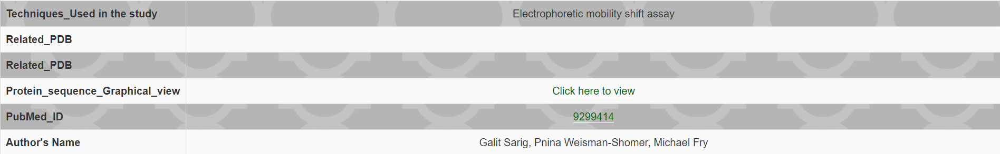 Techniques_Used in the study Electrophoretic mobility shift assay
Related_PDB
Related_PDB
Protein_sequence_Graphical_view Click here to view
PubMed_ID 9299414
Author's Name Galit Sarig, Pnina Weisman-Shomer, Michael Fry